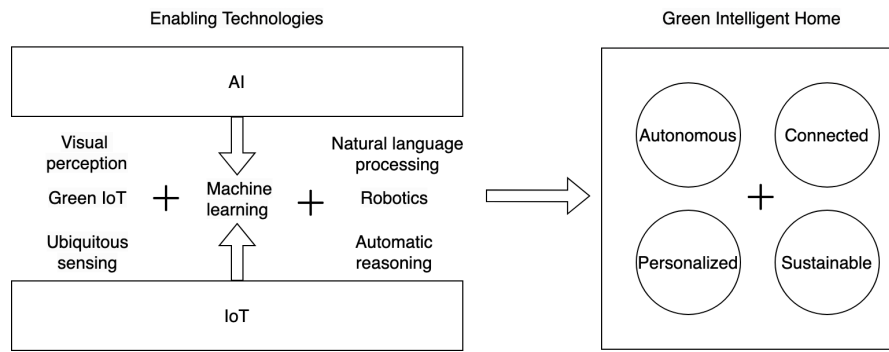 Enabling Technologies
Green Intelligent Home
AI
Visual
perception
Natural language
processing
Green IoT
+
Machine
learning
+
Robotics
Ubiquitous
sensing
Automatic
reasoning
IoT
Autonomous
Connected
+
Personalized
Sustainable